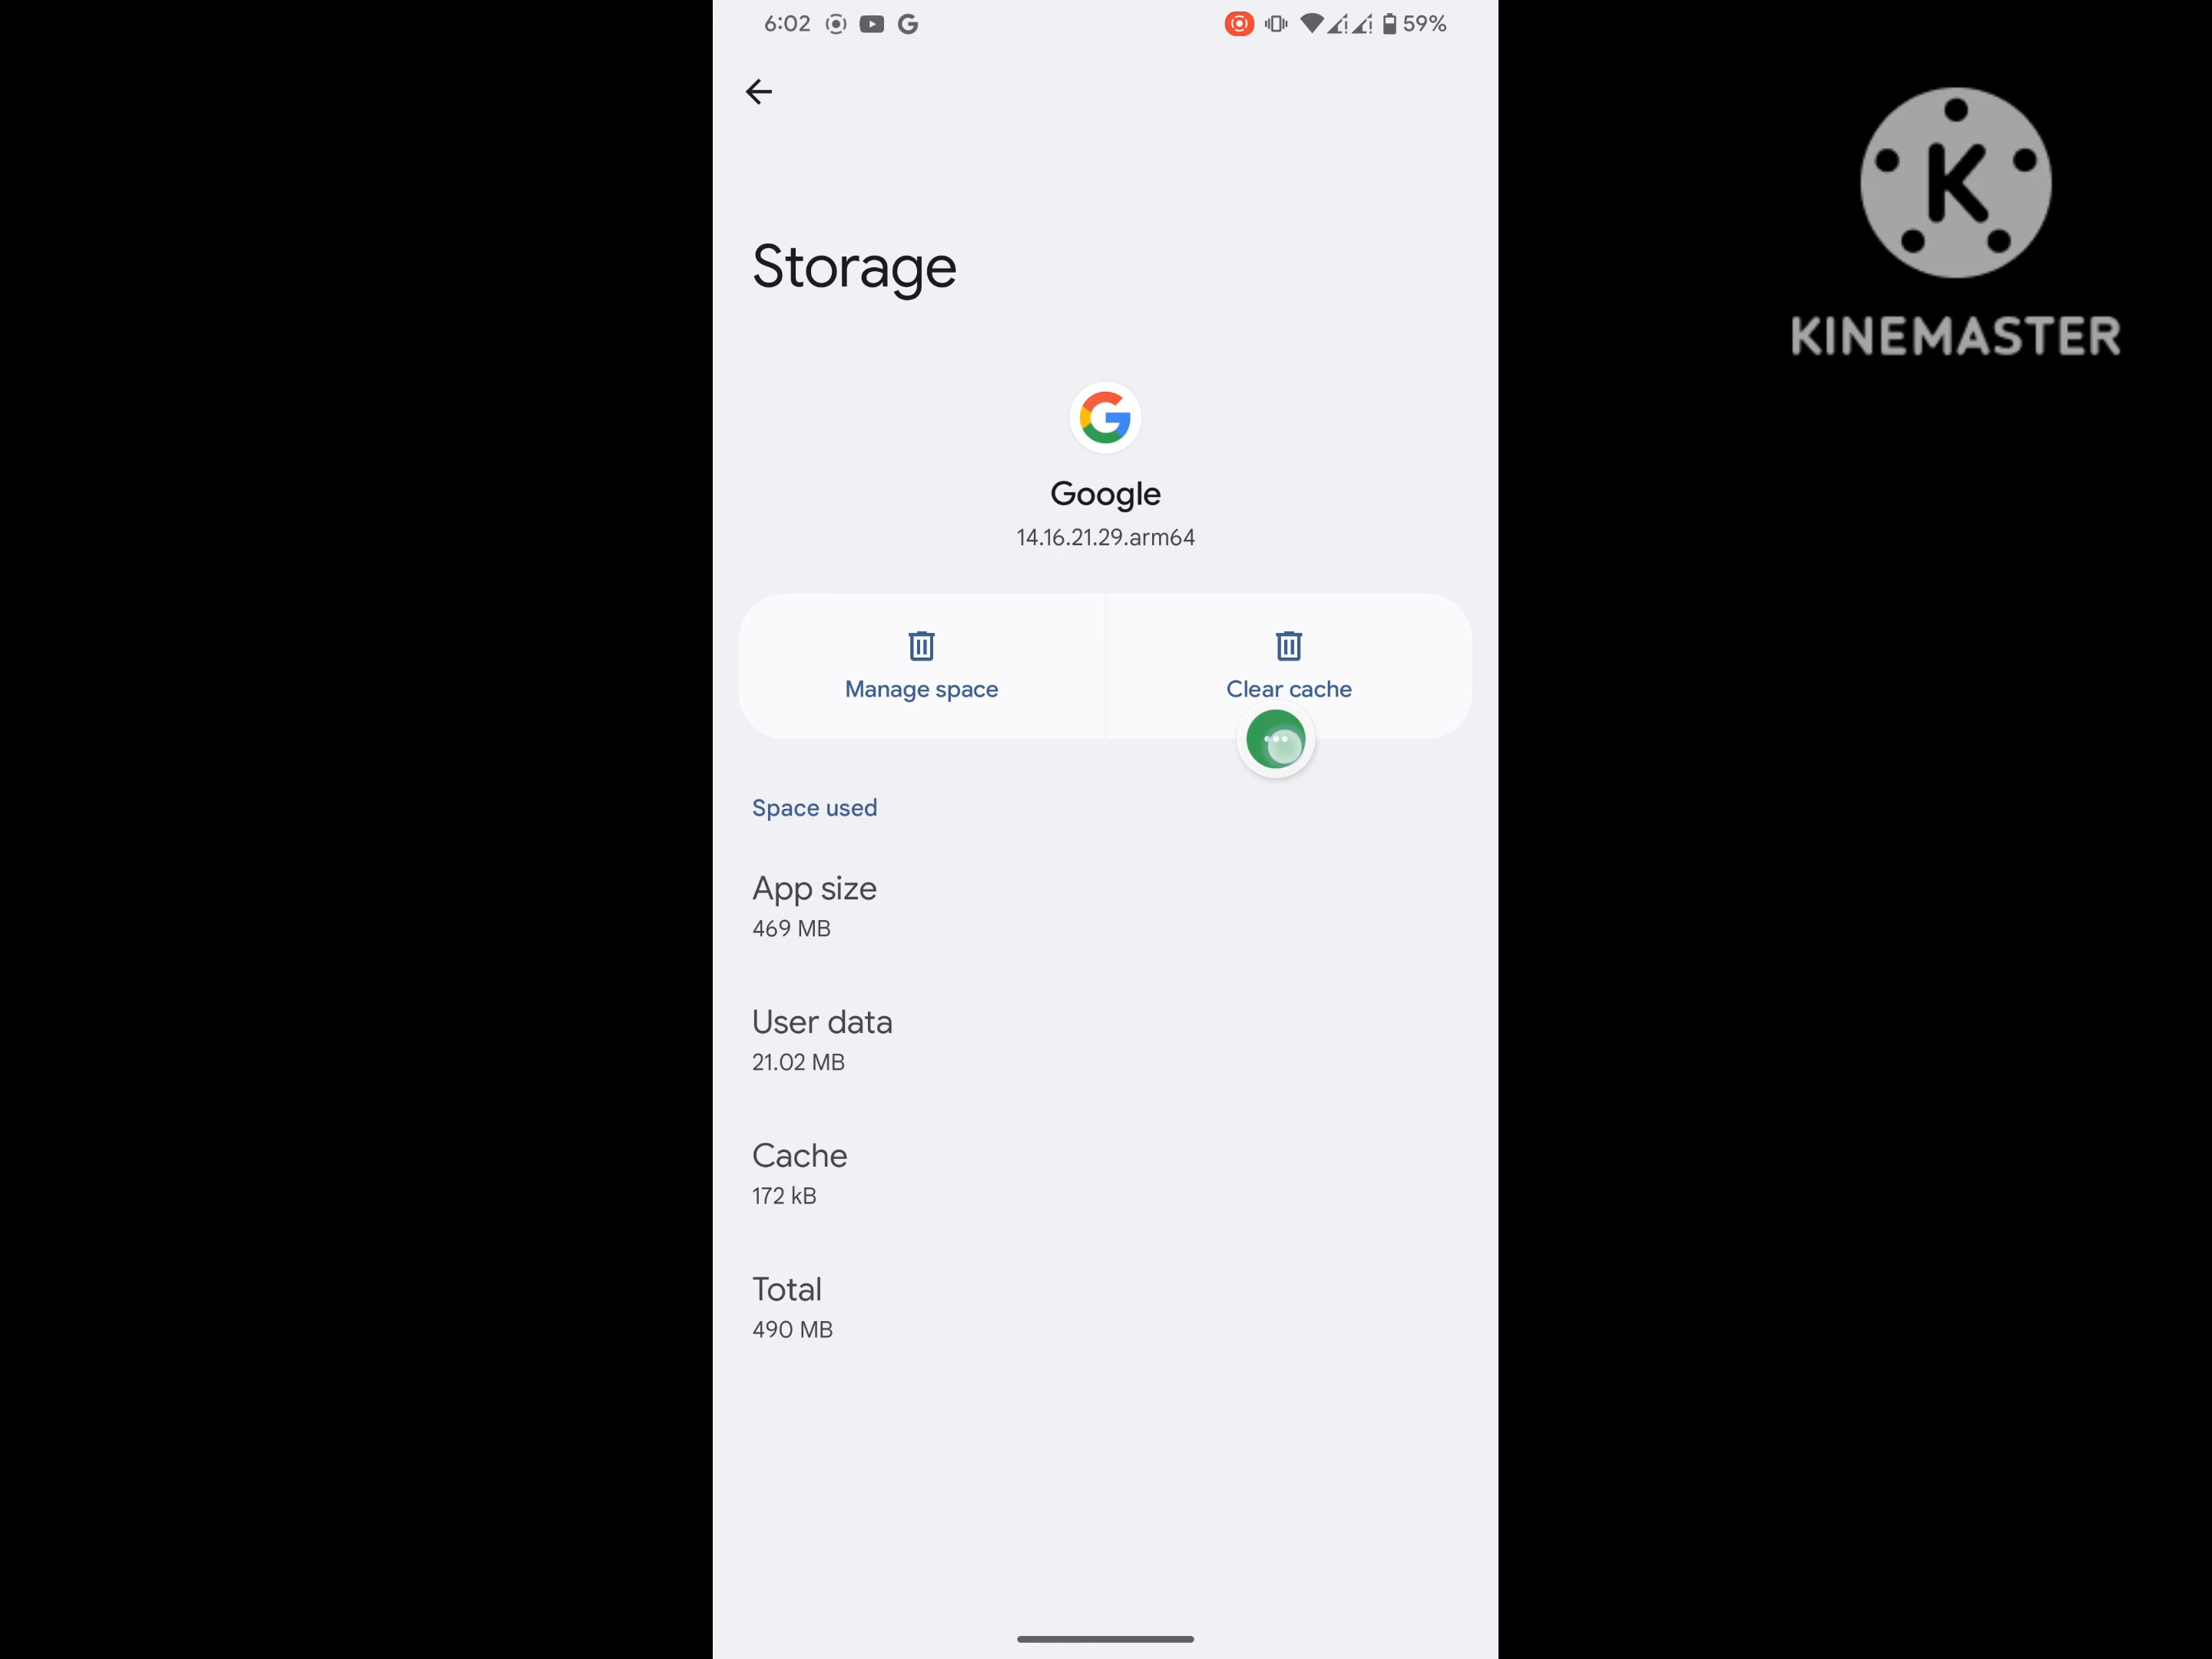 6:02
59%
K
KINEMASTER
Storage
Google
14.16.21.29.arm64
Manage space
Clear cache
Space used
App size
469 MB
User data
21.02 MB
Cache
172 kB
Total
490 MB